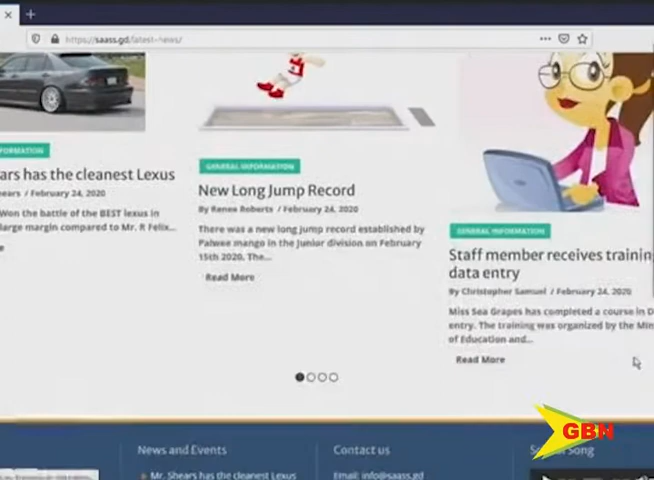 https://saass.gd/latest-news/
GENERAL INFORMATION
GENERAL INFORMATION
has the cleanest Lexus
/ February 24, 2020
Won the battle of the BEST lexus in
large margin compared to Mr. R Felix...
New Long Jump Record
By Renee Roberts / February 24, 2020
There was a new long jump record established by
Palwee mango in the Junior division on February
15th 2020, The...
Read More
Staff member receives training
data entry
By Christopher Samuel / February 24, 2020
Miss Sea Grapes has completed a course in D
entry. The training was organized by the Min
of Education and...
Read More
News and Events
Contact us
Song
Mr. Shears has the cleanest Lexus
Email: info@saass.gd
GBN